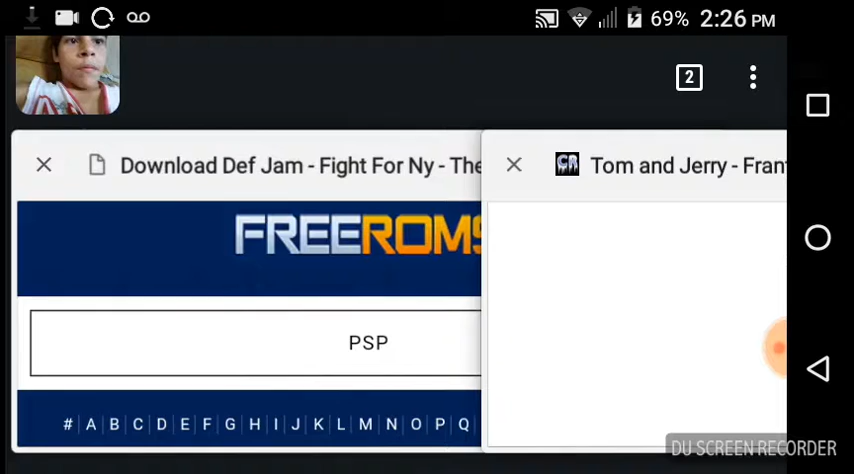 69% 2:26 PM
2
Download Def Jam - Fight For Ny - The
CR Tom and Jerry - Fran
FREEROMS
PSP
# A B C D E F G H I J K L M N O P Q
DU SCREEN RECORDER